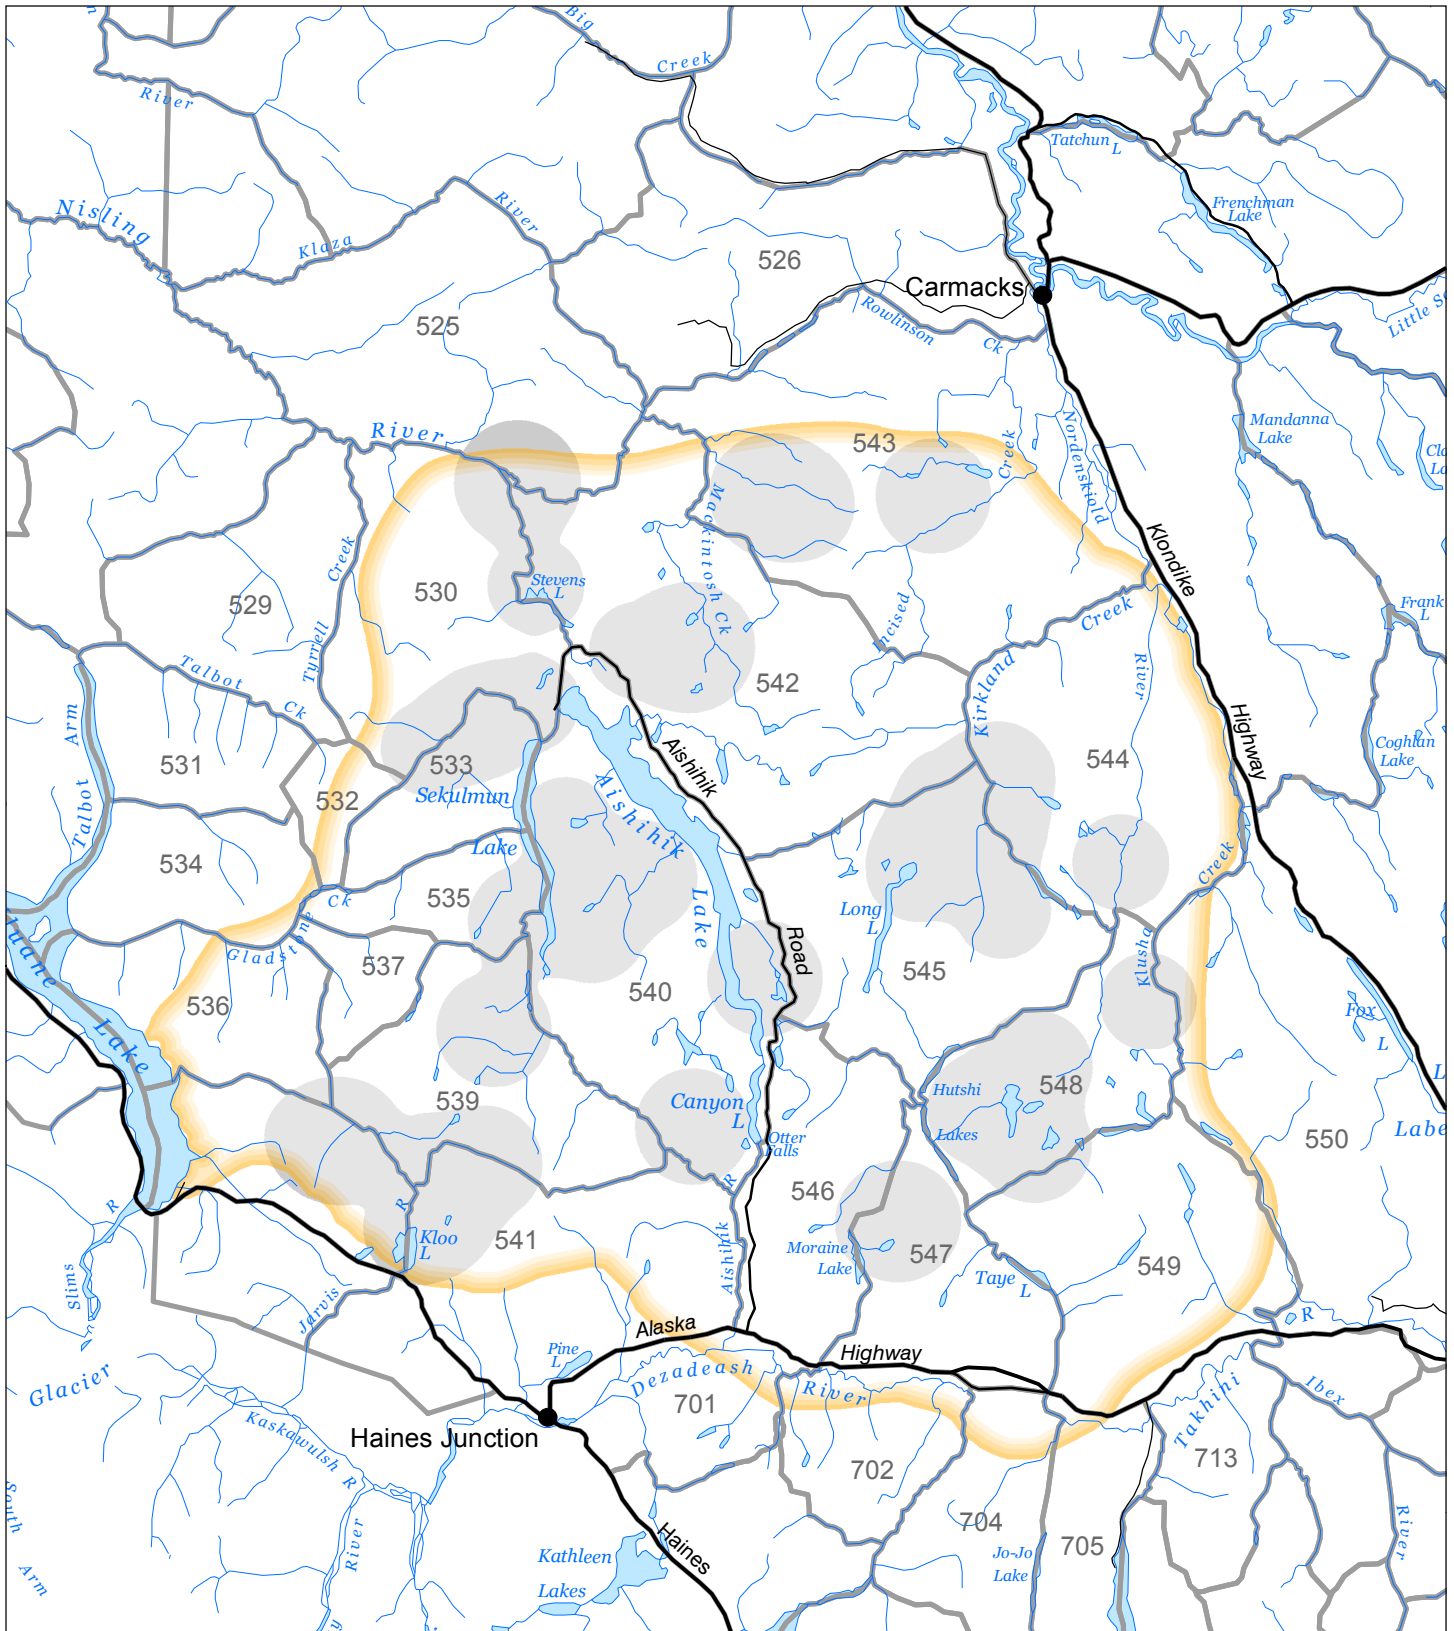 Big
Creek
River
Tatchun
L
Nisling
River
Frenchman
Lake
Klaza
526
Carmacks
525
Rowlinson
Ck
Mandanna
Lake
River
543
Creek
Nordenskiold
Mackintosh Ck
Klondike
Creek
529
530
Stevens
L
Tyrrell
Incised
Creek
Frank
L
Talbot
Ck
542
Kirkland
River
Arm
Talbot
531
533
532
Sekulmun
Lake
Aishihik
Road
Aishihik
Lake
544
Highway
Coghlan
Lake
534
535
Ck
Gladstone
Long
L
Creek
Klusha
537
536
540
545
Fox
L
Lake
539
Canyon
L
Otter
Falls
Hutshi
Lakes
548
550
R
R
R
546
Kloo
L
541
Aishihik
Moraine
Lake
547
Taye
L
549
Slims
Jarvis
Alaska
Highway
R
Pine
L
Glacier
Dezadeash
River
701
Ibex
Takhini
Kaskawulsh R
Haines Junction
702
713
South
Arm
River
704
705
Jo-Jo
Lake
River
Kathleen
Lakes
Haines